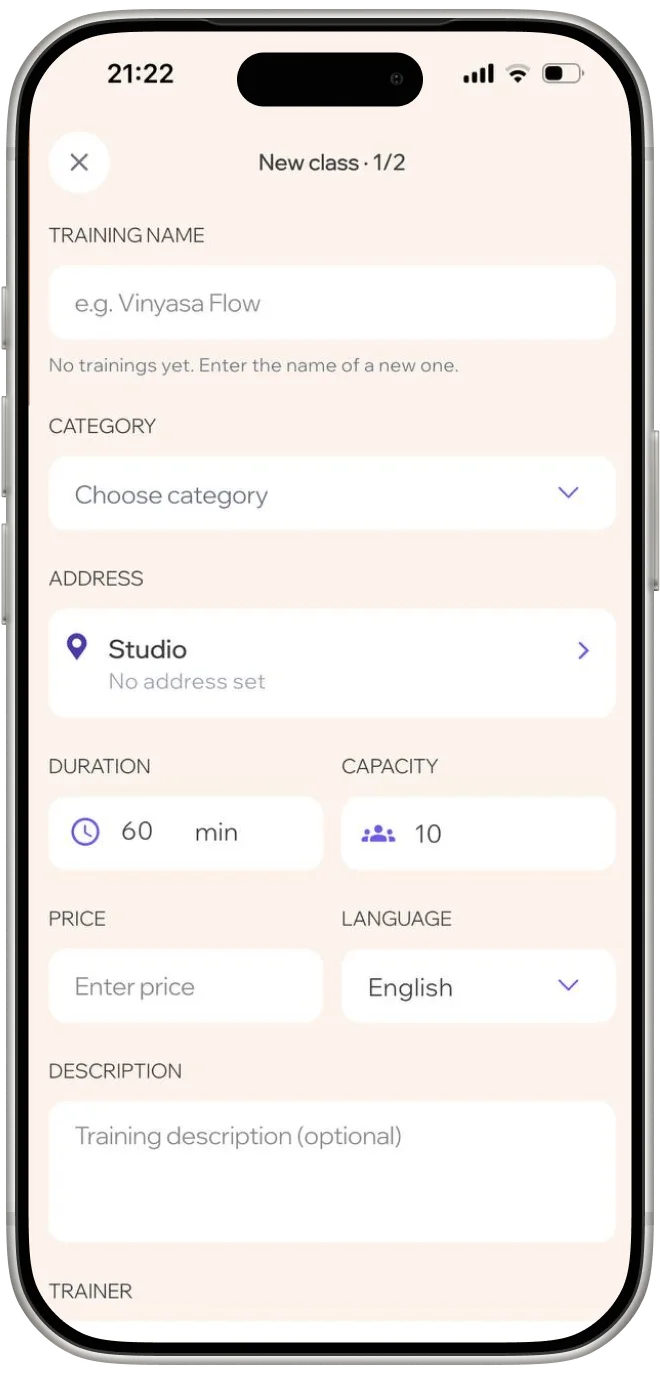 21:22
New class · 1/2
TRAINING NAME
e.g. Vinyasa Flow
No trainings yet. Enter the name of a new one.
CATEGORY
Choose category
ADDRESS
Studio
No address set
DURATION
CAPACITY
60 min
10
PRICE
LANGUAGE
Enter price
English
DESCRIPTION
Training description (optional)
TRAINER